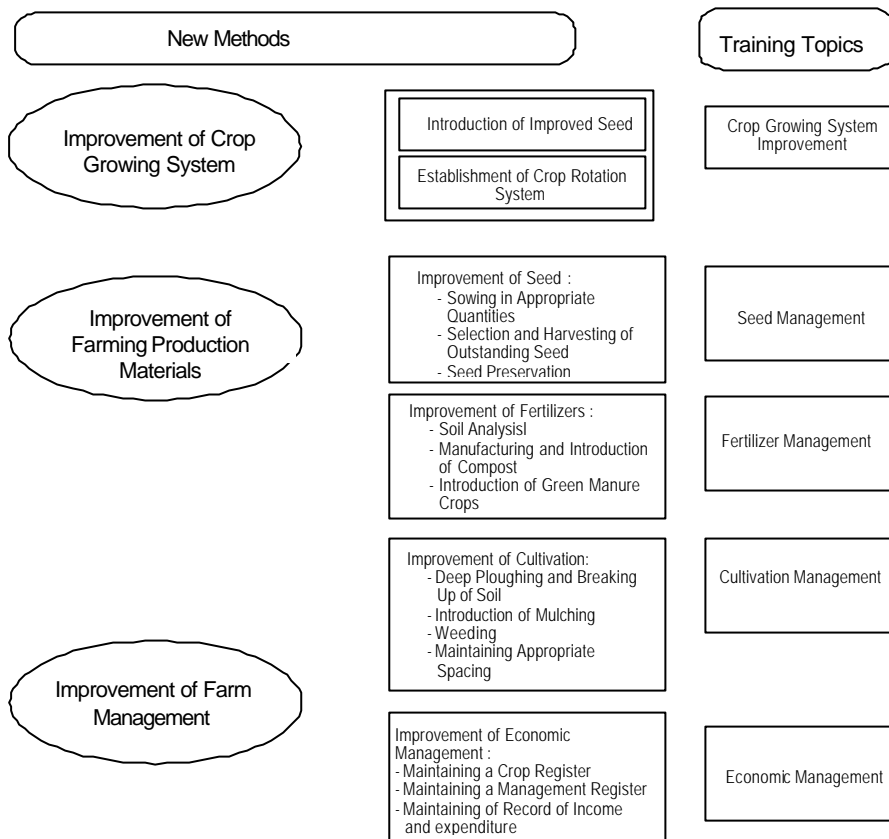 New Methods
Training Topics
Improvement of Crop
Growing System
Introduction of Improved Seed
Establishment of Crop Rotation
System
Crop Growing System
Improvement
Improvement of
Farming Production
Materials
Improvement of Seed :
- Sowing in Appropriate
Quantities
- Selection and Harvesting of
Outstanding Seed
- Seed Preservation
Seed Management
Improvement of Fertilizers :
- Soil Analysisl
- Manufacturing and Introduction
of Compost
- Introduction of Green Manure
Crops
Fertilizer Management
Improvement of Cultivation:
- Deep Ploughing and Breaking
Up of Soil
- Introduction of Mulching
- Weeding
- Maintaining Appropriate
Spacing
Cultivation Management
Improvement of Farm
Management
Improvement of Economic
Management :
- Maintaining a Crop Register
- Maintaining a Management Register
- Maintaining of Record of Income
and expenditure
Economic Management